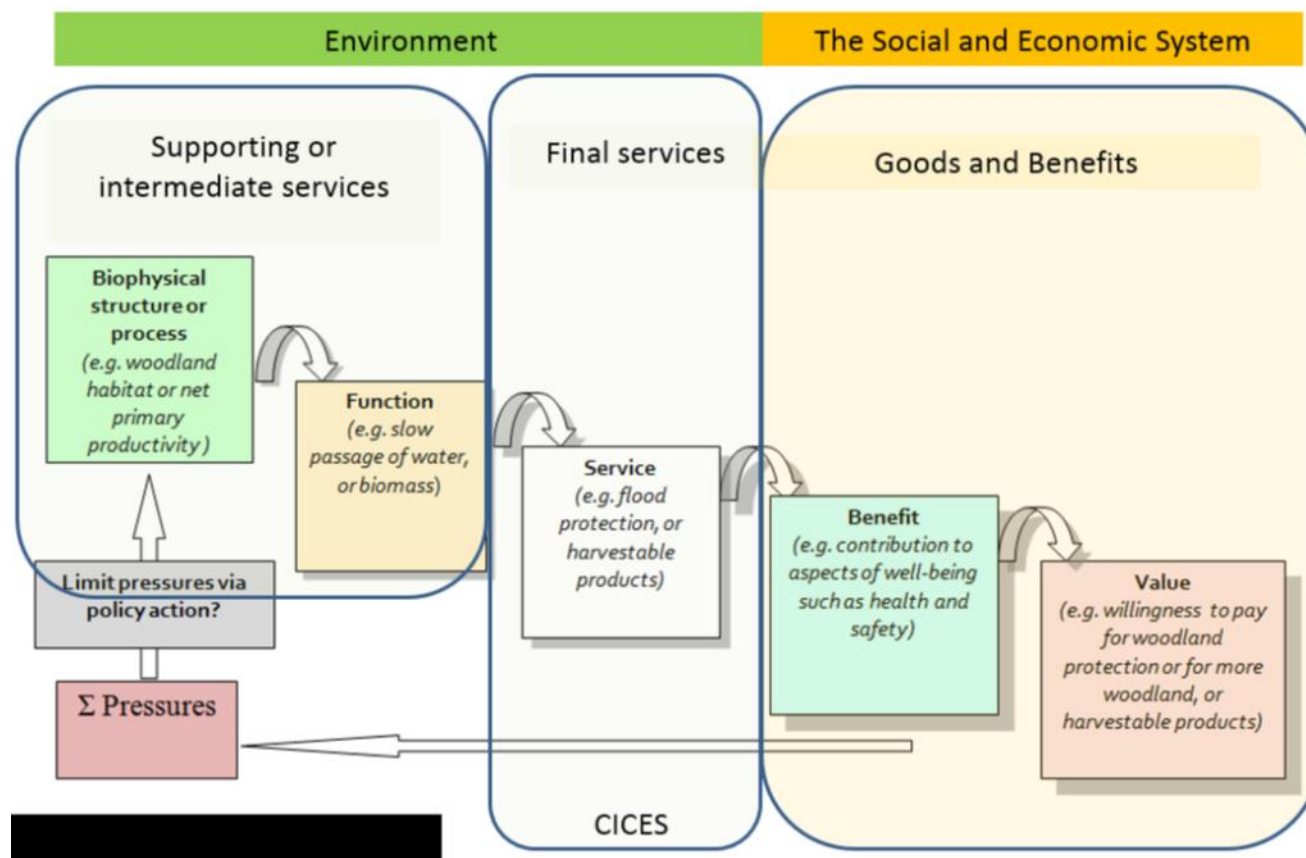 Environment
The Social and Economic System
Supporting or
intermediate services
Final services
Goods and Benefits
Biophysical
structure or
process
(e.g. woodland
habitat or net
primary
productivity )
Function
(e.g. slow
passage of water,
or biomass)
Service
(e.g. flood
protection, or
harvestable
products)
Benefit
(e.g. contribution to
aspects of well-being
such as health and
safety)
Value
(e.g. willingness to pay
for woodland
protection or for more
woodland, or
harvestable products)
Limit pressures via
policy action?
Σ Pressures
CICES